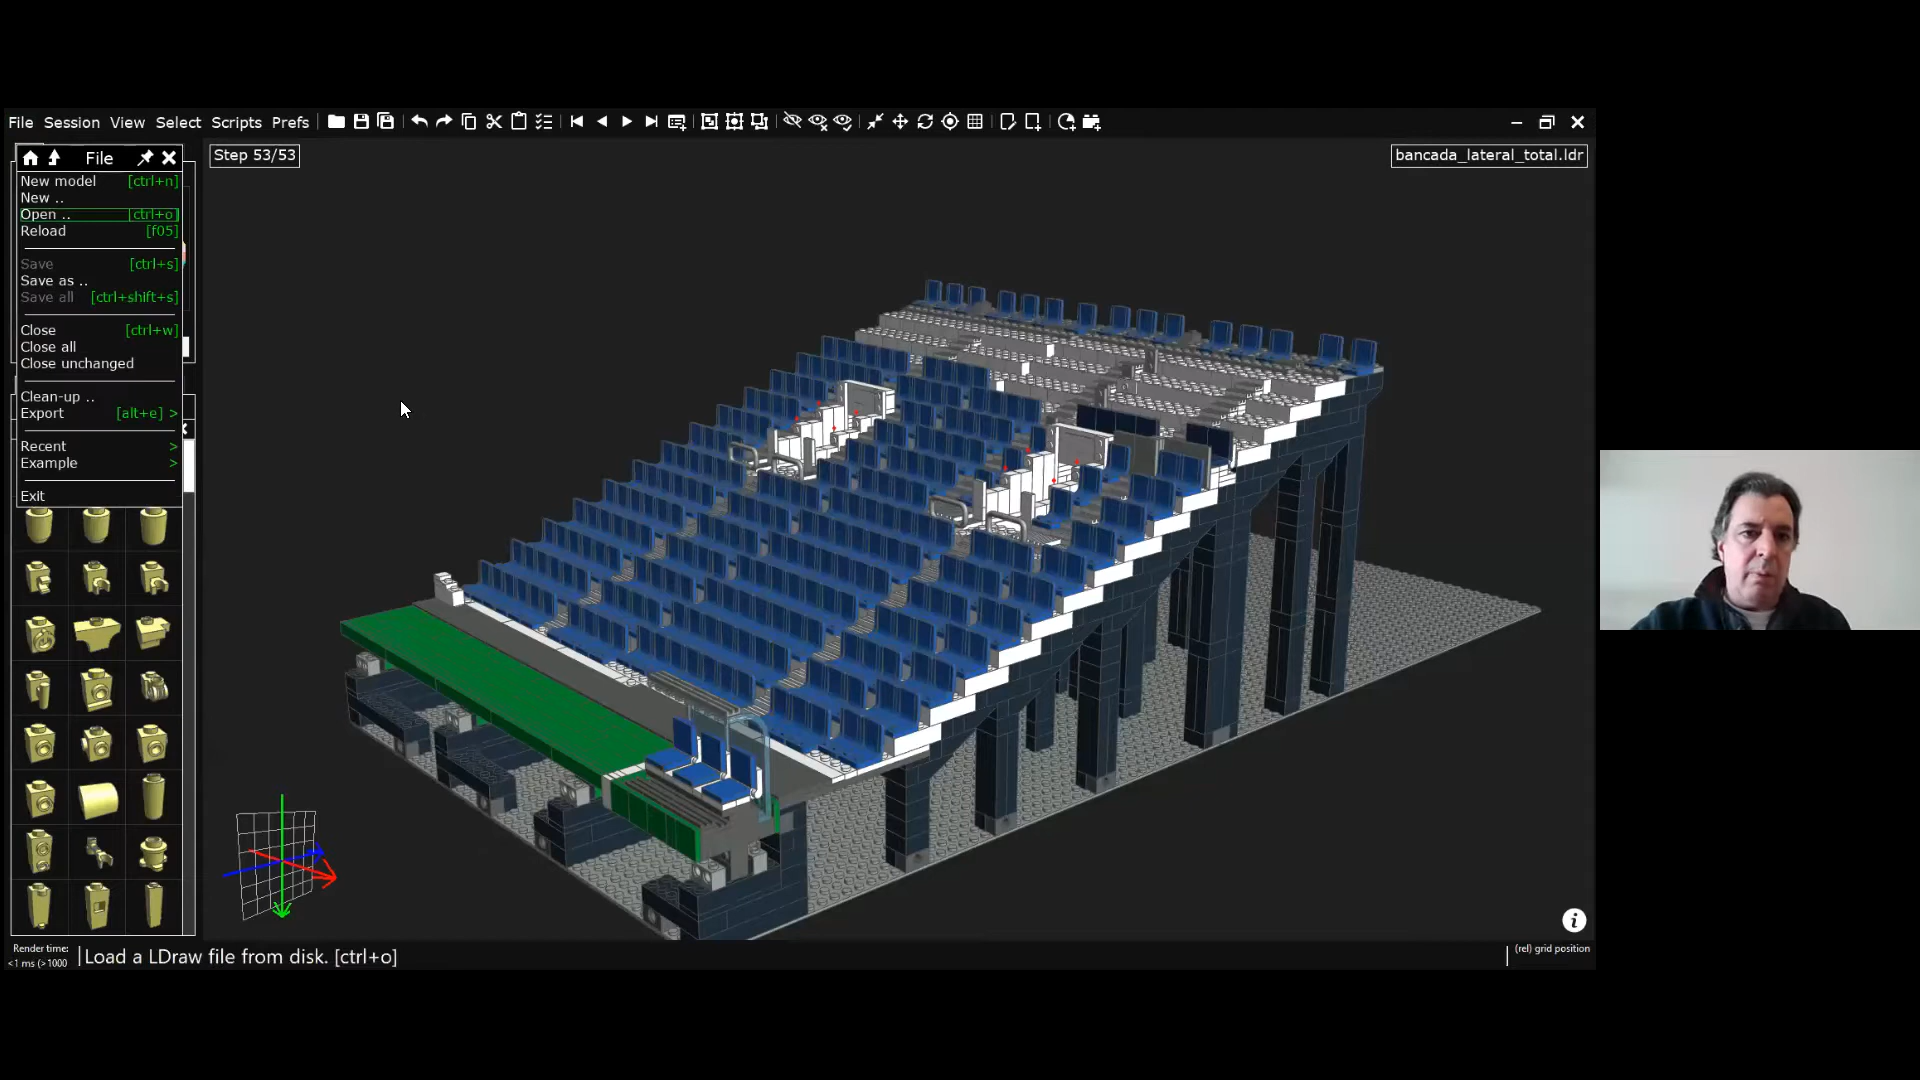 File Session View Select Scripts Prefs
Step 53/53
bancada_lateral_total.ldr
File
New model [ctrl+n]
New ..
Open .. [ctrl+o]
Reload [f05]
Save [ctrl+s]
Save as ..
Save all [ctrl+shift+s]
Close [ctrl+w]
Close all
Close unchanged
Clean-up ..
Export [alt+e] >
Recent >
Example >
Exit
Render time:
<1 ms (>1000
Load a LDraw file from disk. [ctrl+o]
(rel) grid position